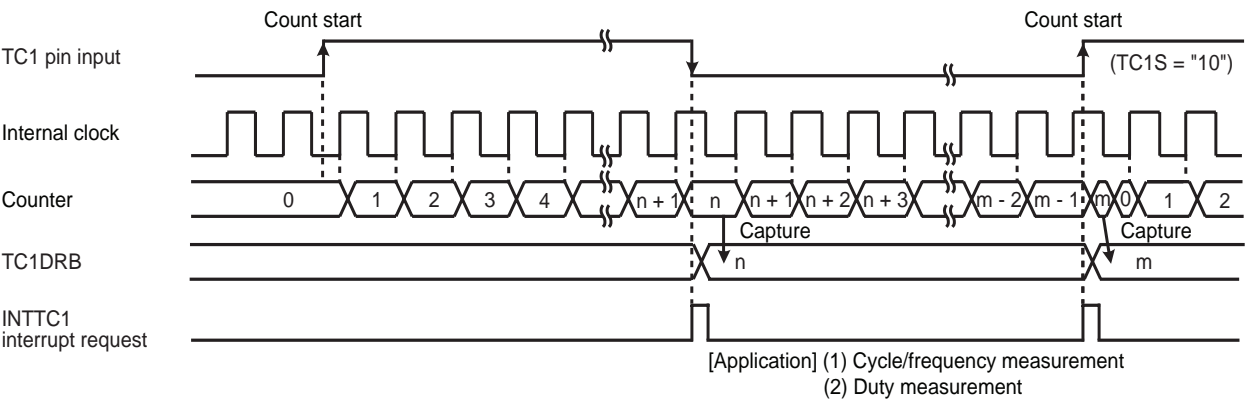 Count start
Count start
TC1 pin input
(TC1S = "10")
Internal clock
Counter
0
1
2
3
4
n + 1
n
n + 1
n + 2
n + 3
m - 2
m - 1
m
0
1
2
Capture
Capture
TC1DRB
n
m
INTTC1
interrupt request
[Application] (1) Cycle/frequency measurement
(2) Duty measurement